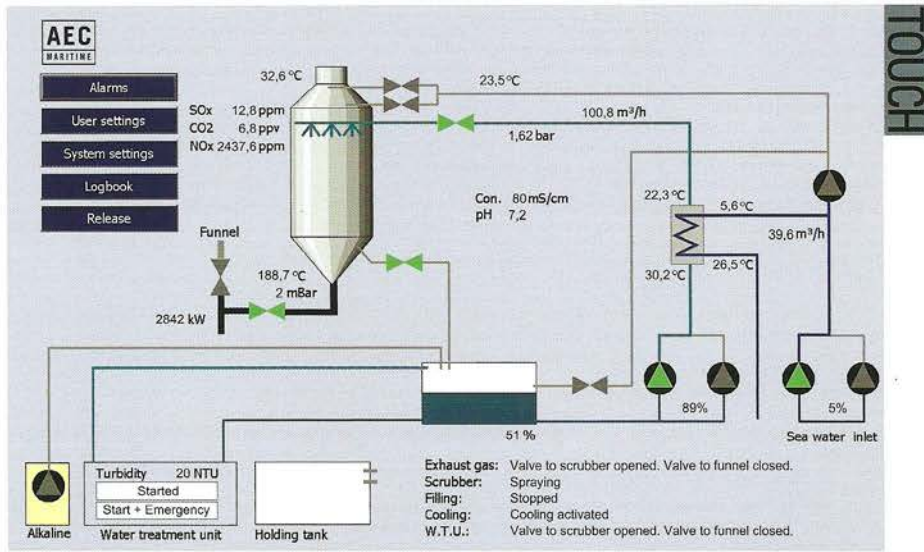 AEC
MARITIME
TOUCH
Alarms
User settings
System settings
Logbook
Release
32,6 °C
23,5°C
SOx 12,8 ppm
CO2 6,8 ppv
NOx 2437,6 ppm
100,8 m³/h
1,62 bar
Con. 80 mS/cm
pH 7,2
22,3 °C
5,6°C
39,6 m³/h
30,2 °C
26,5°C
Funnel
188,7 °C
2 mBar
2842 kW
51 %
89%
5%
Sea water inlet
Turbidity 20 NTU
Started
Start + Emergency
Alkaline
Water treatment unit
Holding tank
Exhaust gas: Valve to scrubber opened. Valve to funnel closed.
Scrubber: Spraying
Filling: Stopped
Cooling: Cooling activated
W.T.U.: Valve to scrubber opened. Valve to funnel closed.